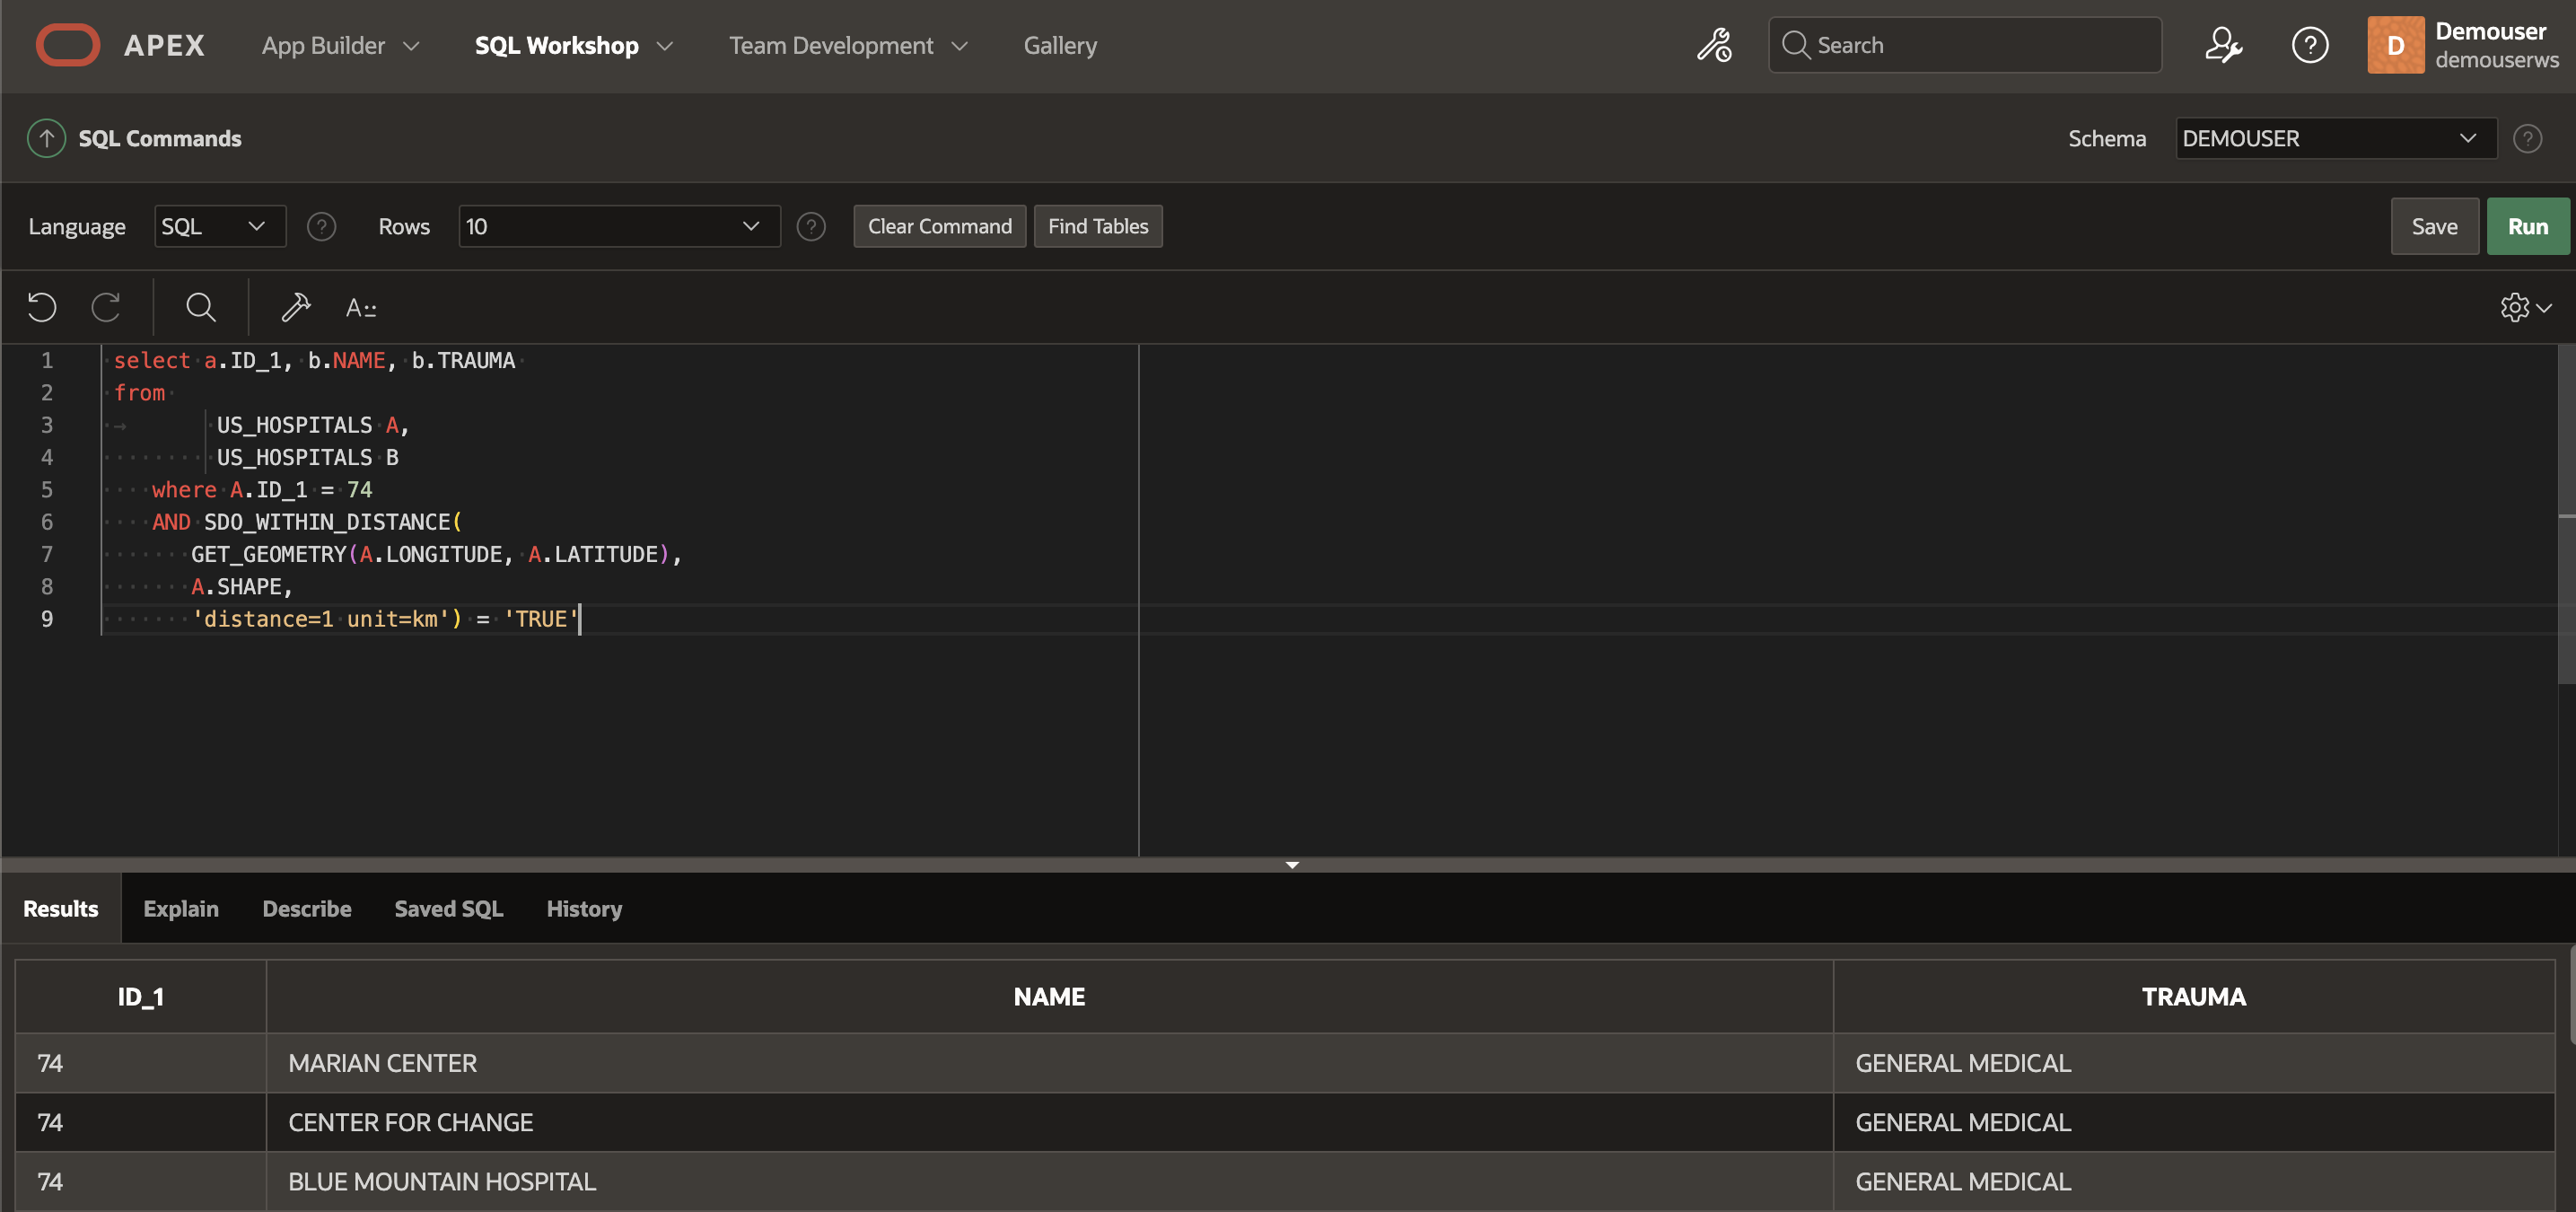 APEX App Builder SQL Workshop Team Development Gallery Search ? D Demouser
demouserws
SQL Commands Schema DEMOUSER ?
Language SQL ? Rows 10 ? Clear Command Find Tables Save Run
A
1 select a.ID_1, b.NAME, b.TRAUMA
2 from
3 US_HOSPITALS A,
4 US_HOSPITALS B
5 where A.ID_1 = 74
6 AND SDO_WITHIN_DISTANCE(
7 GET_GEOMETRY(A.LONGITUDE, A.LATITUDE),
8 A.SHAPE,
9 'distance=1 unit=km') = 'TRUE'
Results Explain Describe Saved SQL History
ID_1 NAME TRAUMA
74 MARIAN CENTER GENERAL MEDICAL
74 CENTER FOR CHANGE GENERAL MEDICAL
74 BLUE MOUNTAIN HOSPITAL GENERAL MEDICAL